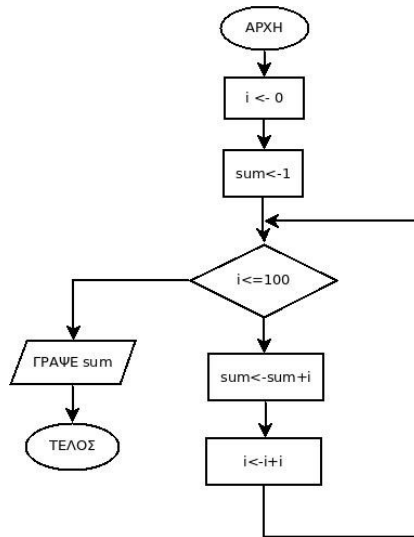 ΑΡΧΗ
i <- 0
sum<-1
i<=100
ΓΡΑΨΕ sum
sum<-sum+i
ΤΕΛΟΣ
i<-i+i